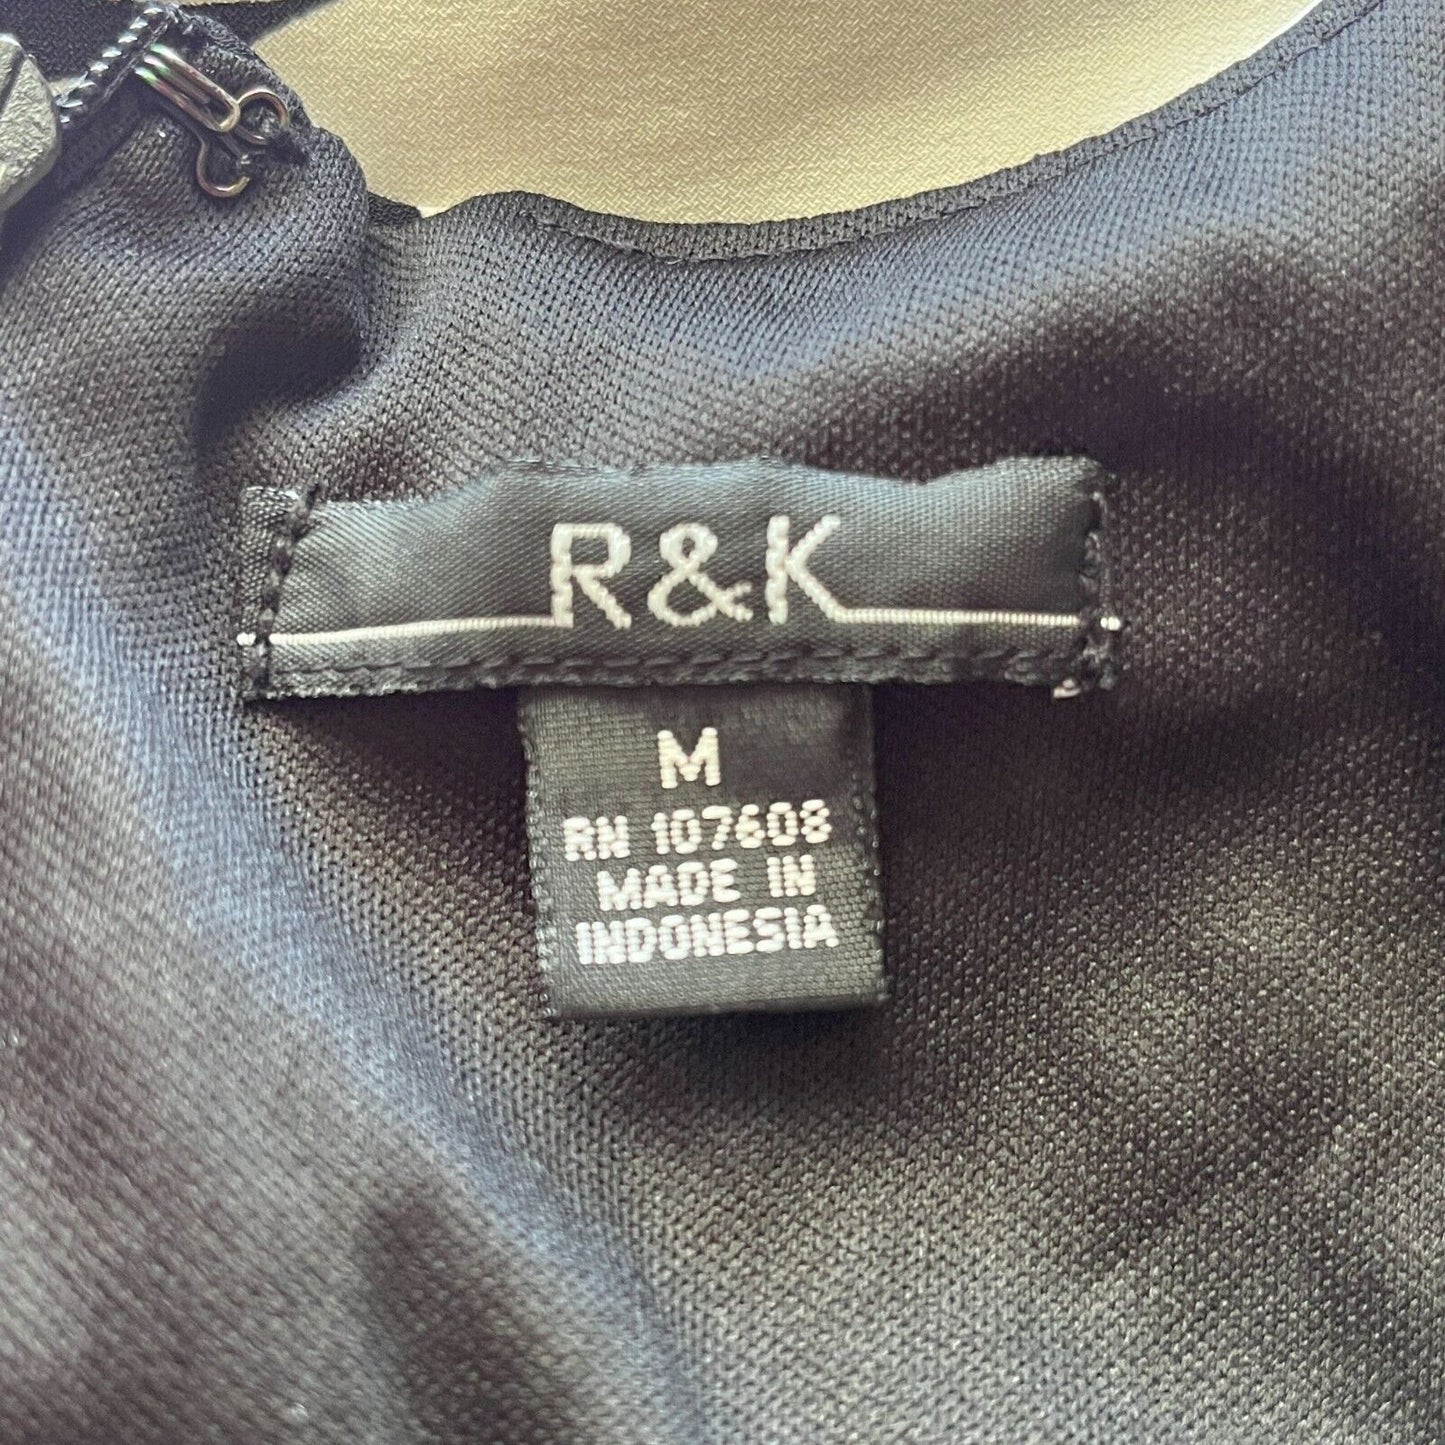 R&K
M
RN 107608
MADE IN
INDONESIA